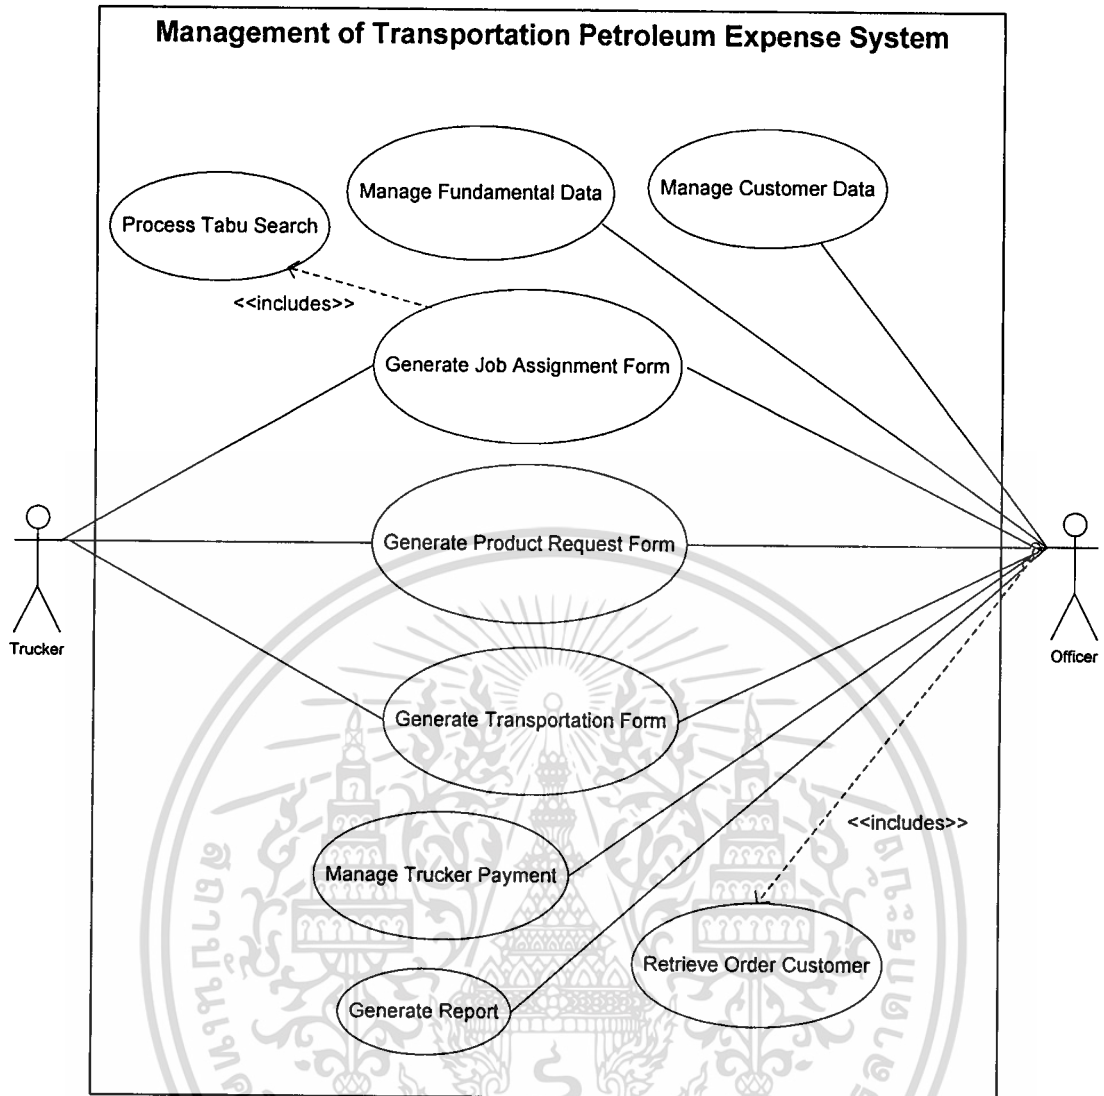 Management of Transportation Petroleum Expense System
Manage Fundamental Data
Manage Customer Data
Process Tabu Search
<<includes>>
Generate Job Assignment Form
Generate Product Request Form
Trucker
Officer
Generate Transportation Form
<<includes>>
Manage Trucker Payment
Retrieve Order Customer
Generate Report